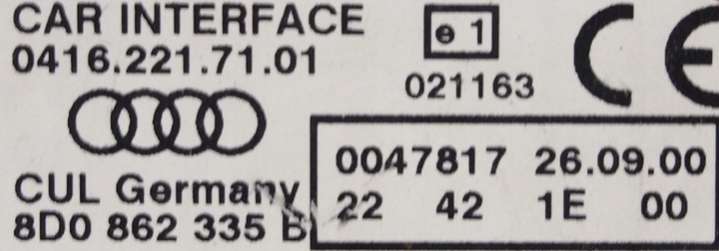 CAR INTERFACE
0416.221.71.01
e 1
021163
CE
CUL Germany
8D0 862 335 B
0047817 26.09.00
22 42 1E 00